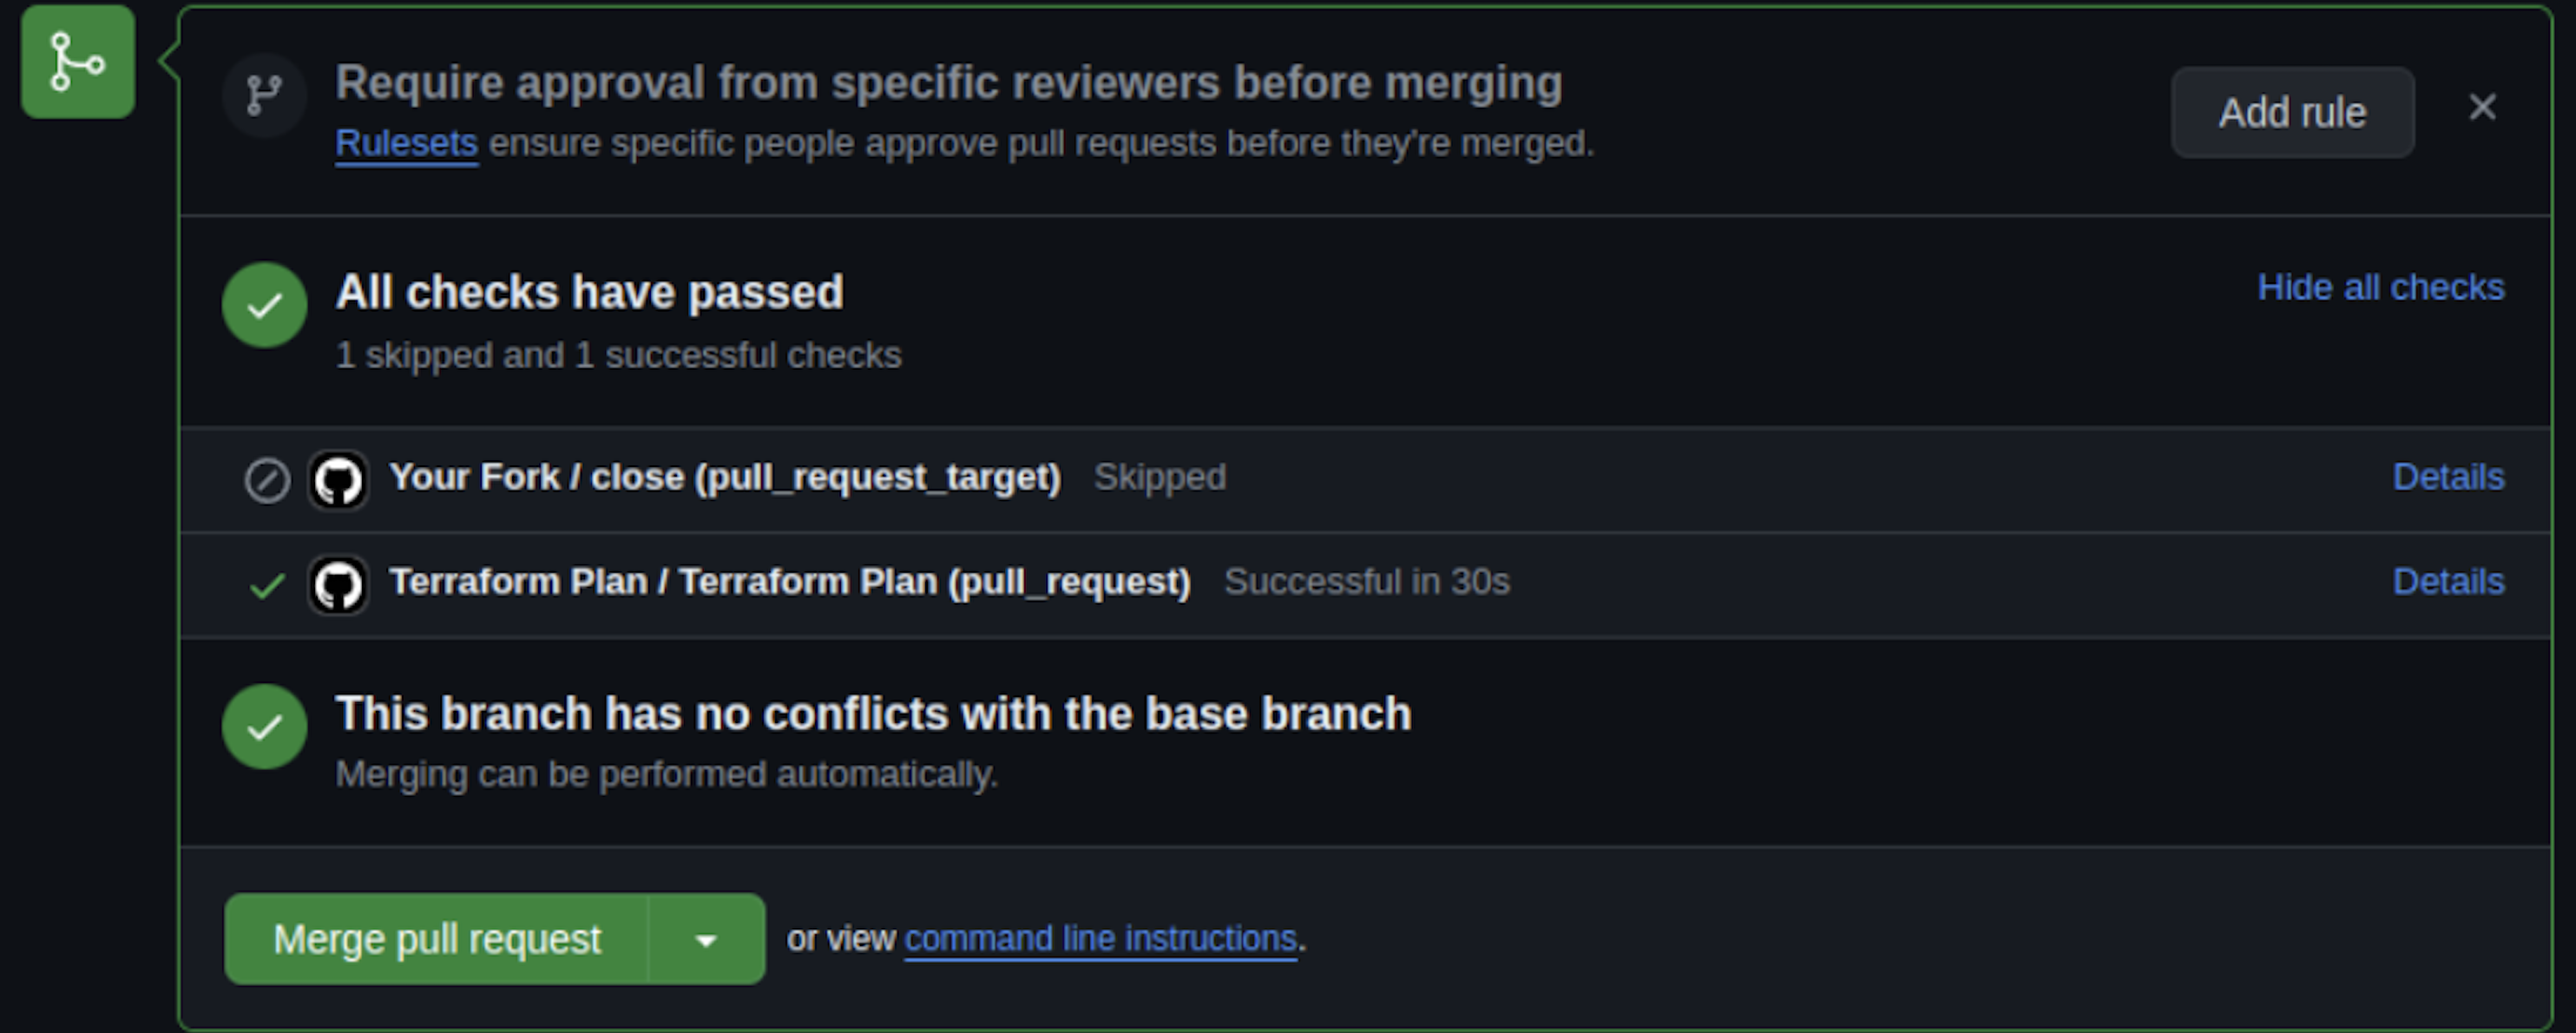 Require approval from specific reviewers before merging
Rulesets ensure specific people approve pull requests before they're merged.
Add rule
All checks have passed
Hide all checks
1 skipped and 1 successful checks
Your Fork / close (pull_request_target) Skipped
Details
Terraform Plan / Terraform Plan (pull_request) Successful in 30s
Details
This branch has no conflicts with the base branch
Merging can be performed automatically.
Merge pull request
or view command line instructions.